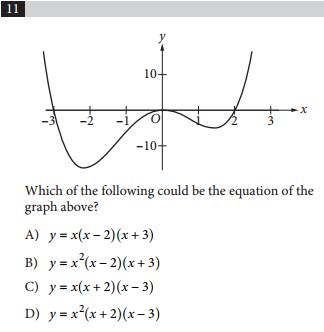 11
y
10
-3 -2 -1 O 1 2 3 x
-10
Which of the following could be the equation of the
graph above?
A) y = x(x – 2)(x + 3)
B) y = x²(x – 2)(x + 3)
C) y = x(x + 2)(x – 3)
D) y = x²(x + 2)(x – 3)